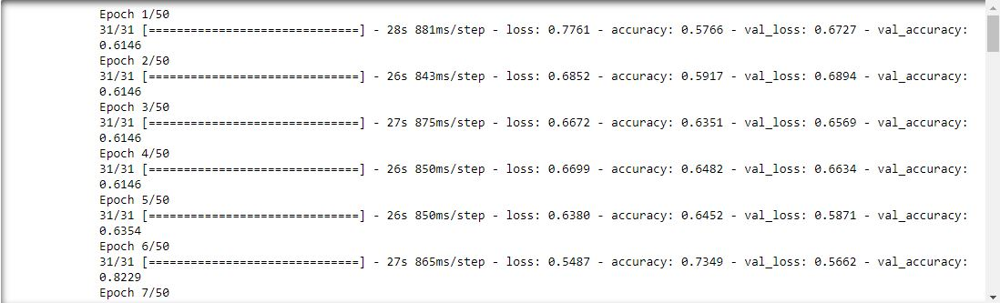 Epoch 1/50
31/31 [==============================] - 28s 881ms/step - loss: 0.7761 - accuracy: 0.5766 - val_loss: 0.6727 - val_accuracy:
0.6146
Epoch 2/50
31/31 [==============================] - 26s 843ms/step - loss: 0.6852 - accuracy: 0.5917 - val_loss: 0.6894 - val_accuracy:
0.6146
Epoch 3/50
31/31 [==============================] - 27s 875ms/step - loss: 0.6672 - accuracy: 0.6351 - val_loss: 0.6569 - val_accuracy:
0.6146
Epoch 4/50
31/31 [==============================] - 26s 850ms/step - loss: 0.6699 - accuracy: 0.6482 - val_loss: 0.6634 - val_accuracy:
0.6146
Epoch 5/50
31/31 [==============================] - 26s 850ms/step - loss: 0.6380 - accuracy: 0.6452 - val_loss: 0.5871 - val_accuracy:
0.6354
Epoch 6/50
31/31 [==============================] - 27s 865ms/step - loss: 0.5487 - accuracy: 0.7349 - val_loss: 0.5662 - val_accuracy:
0.8229
Epoch 7/50